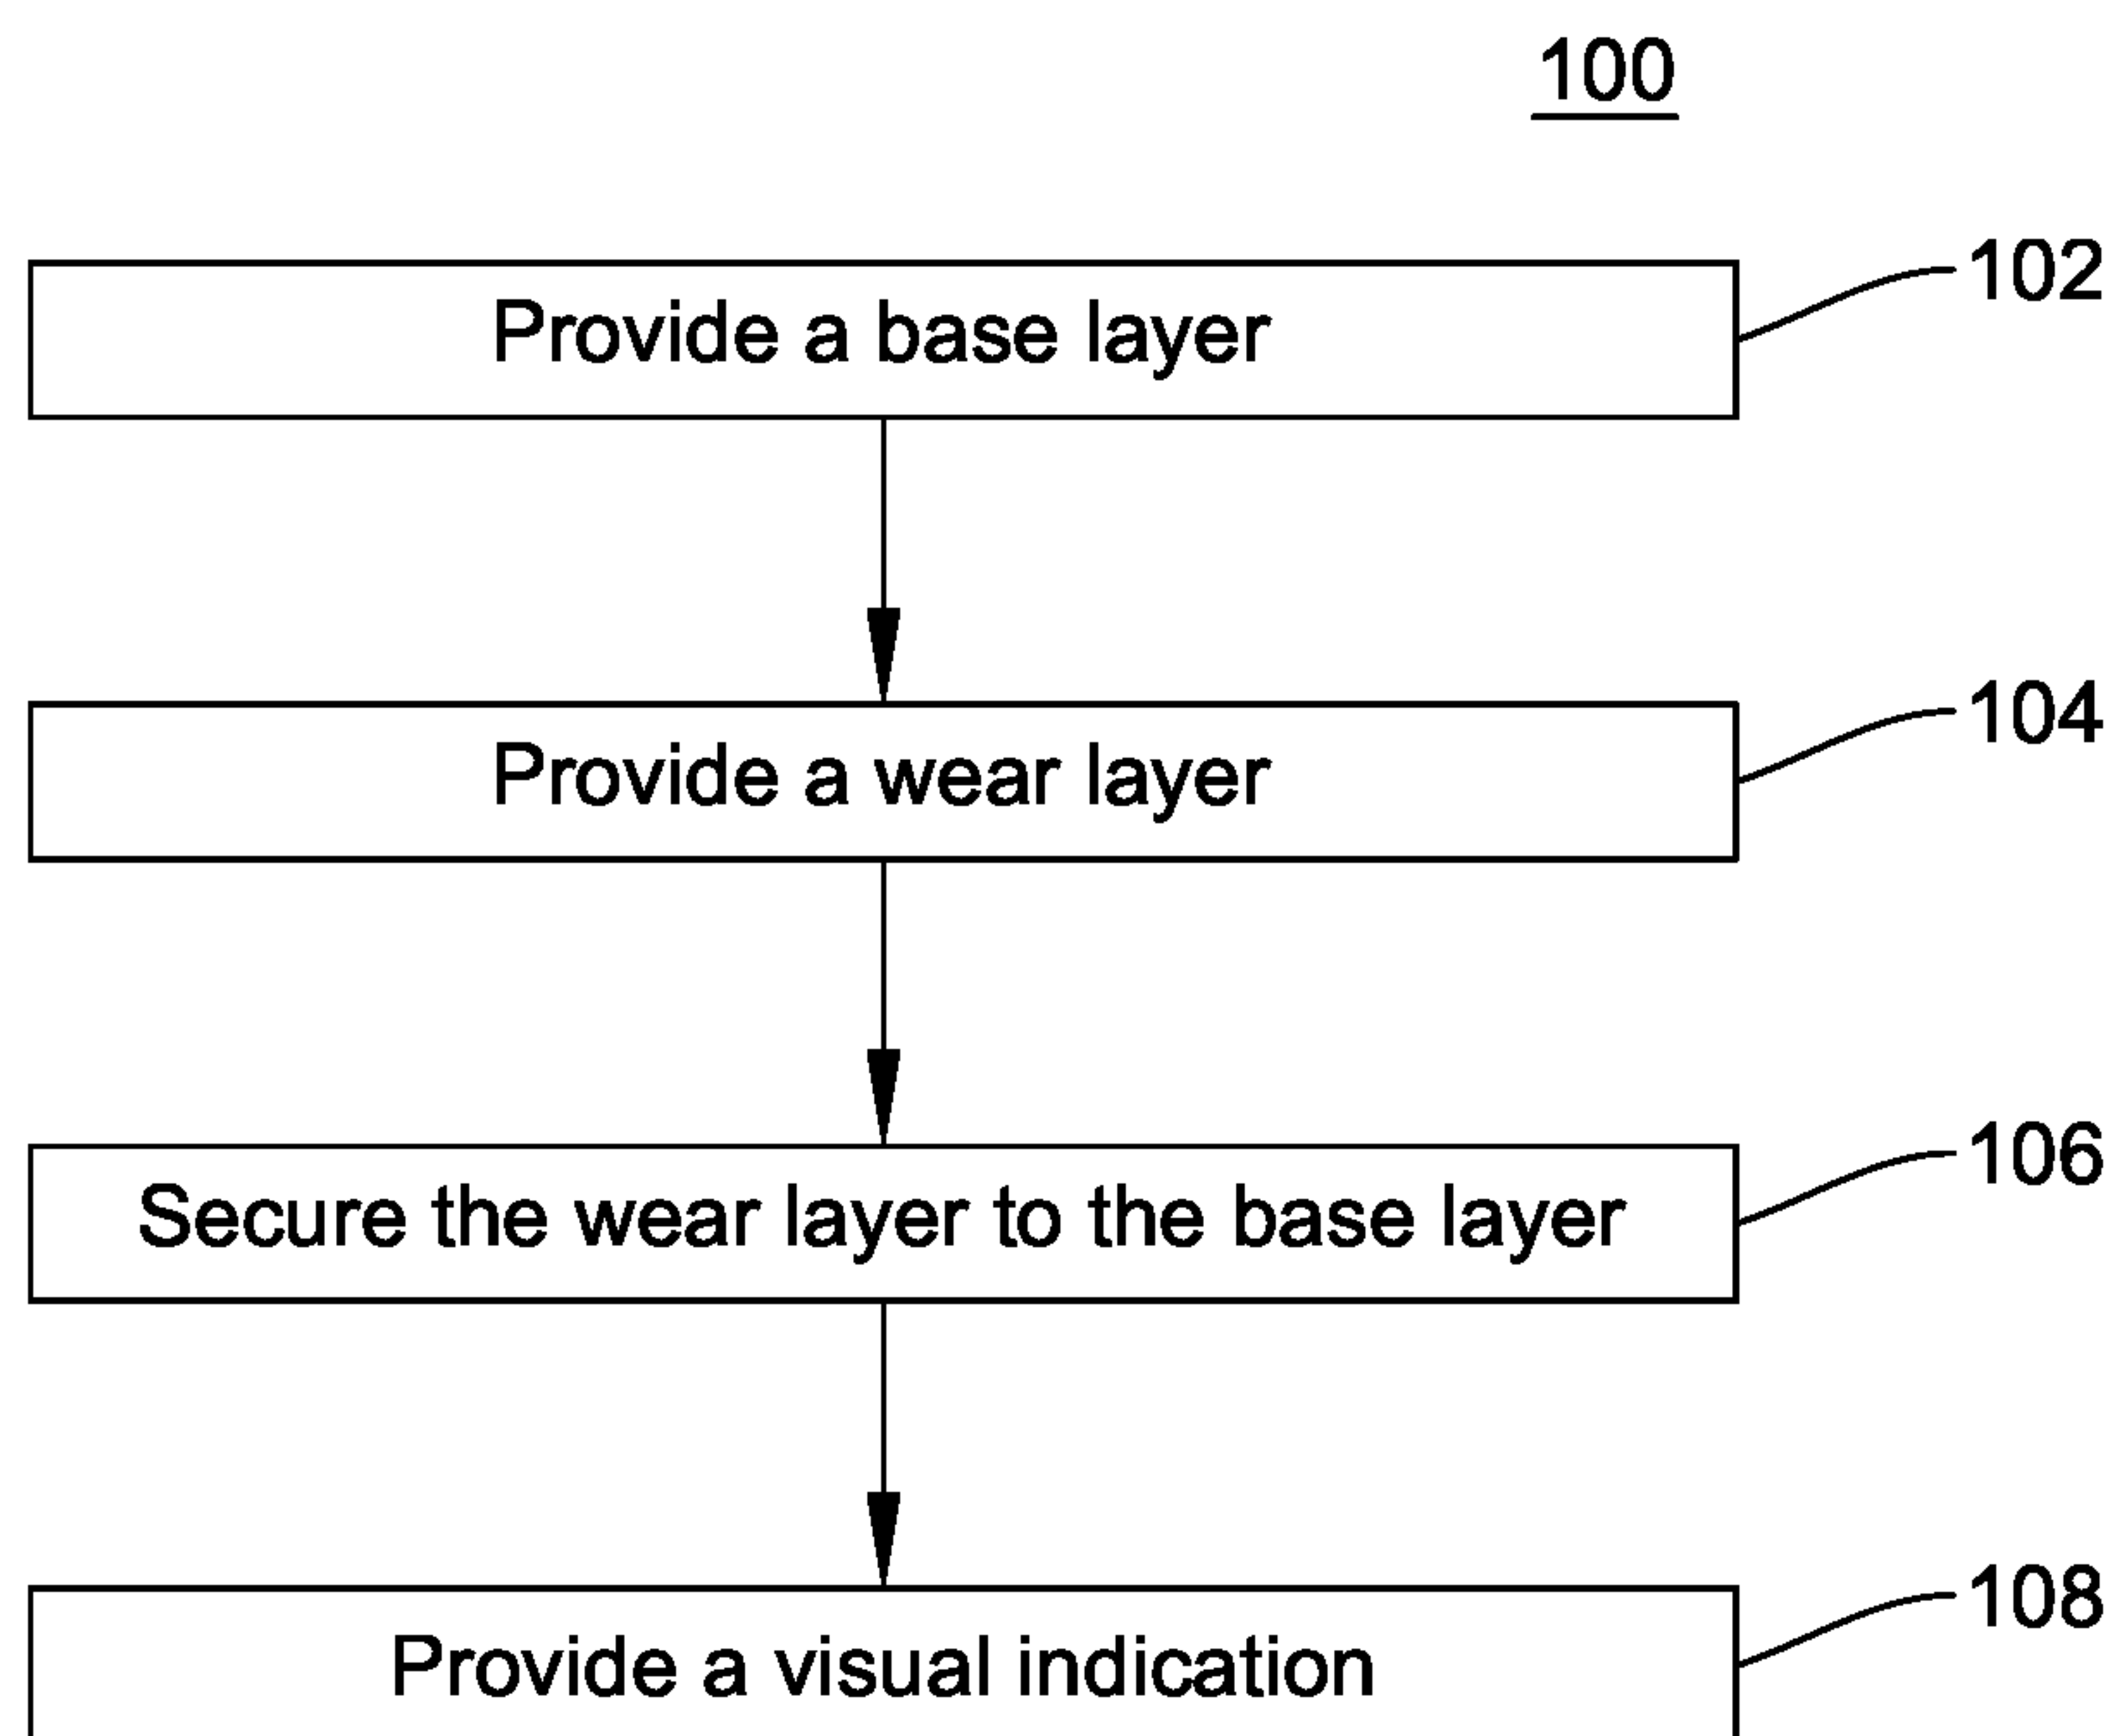 100
Provide a base layer
102
Provide a wear layer
104
Secure the wear layer to the base layer
106
Provide a visual indication
108